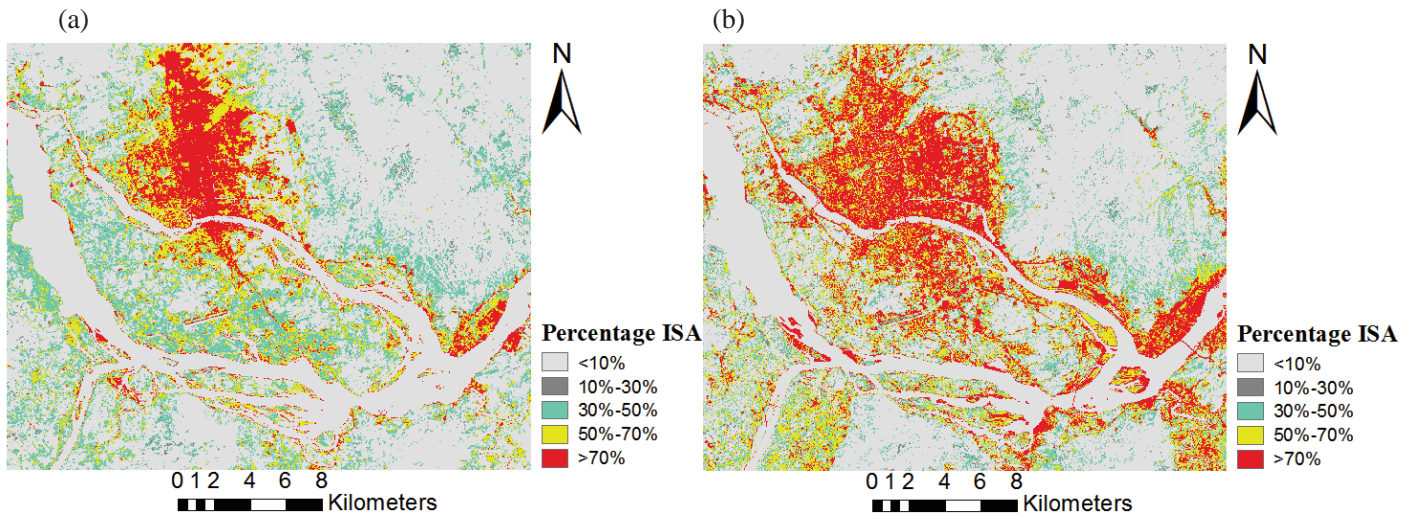 (a)
N
Percentage ISA
<10%
10%-30%
30%-50%
50%-70%
>70%
0 1 2 4 6 8
Kilometers
(b)
N
Percentage ISA
<10%
10%-30%
30%-50%
50%-70%
>70%
0 1 2 4 6 8
Kilometers